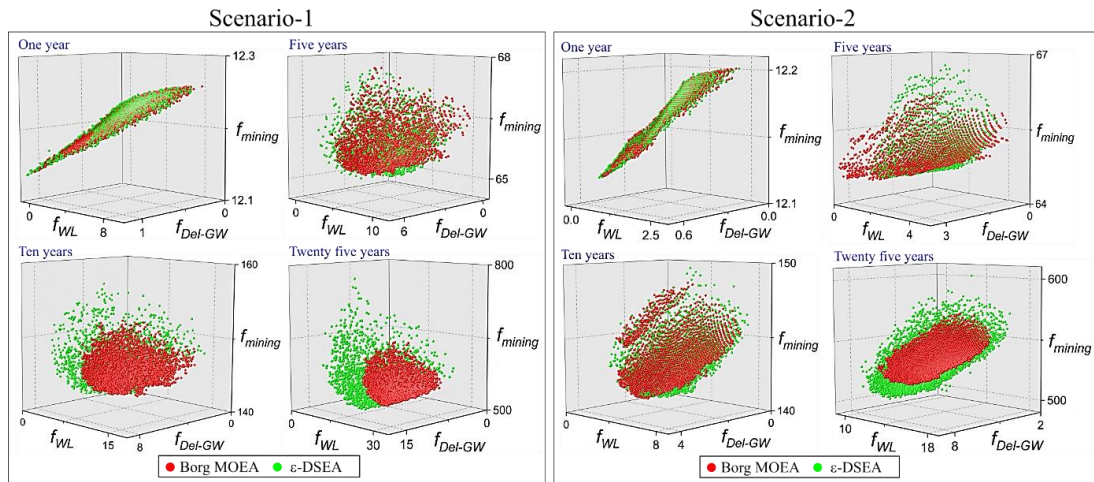 Scenario-1
One year
12.3
f_mining
12.1
0
f_WL
8
1
f_Del-GW
0
Five years
68
f_mining
65
0
f_WL
10
6
f_Del-GW
0
Ten years
160
f_mining
140
0
f_WL
15
8
f_Del-GW
0
Twenty five years
800
f_mining
500
0
f_WL
30
15
f_Del-GW
0
Borg MOEA ε-DSEA
Scenario-2
One year
12.2
f_mining
12.1
0.0
f_WL
2.5
0.6
f_Del-GW
0.0
Five years
67
f_mining
64
0
f_WL
4
3
f_Del-GW
0
Ten years
150
f_mining
140
0
f_WL
8
4
f_Del-GW
0
Twenty five years
600
f_mining
500
10
f_WL
18
8
f_Del-GW
2
Borg MOEA ε-DSEA